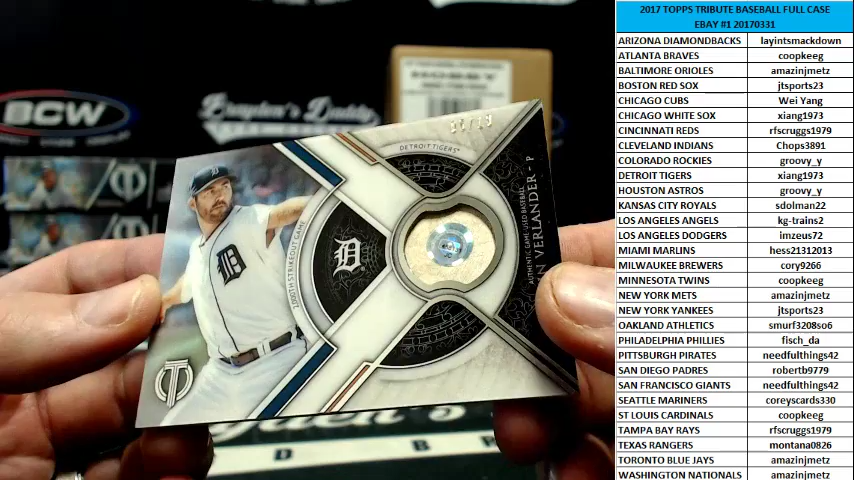 2017 TOPPS TRIBUTE BASEBALL FULL CASE
EBAY #1 20170331
ARIZONA DIAMONDBACKS layintsmackdown
ATLANTA BRAVES coopkeeg
BALTIMORE ORIOLES amazinjmetz
BOSTON RED SOX jtsports23
CHICAGO CUBS Wei Yang
CHICAGO WHITE SOX xiang1973
CINCINNATI REDS rfscruggs1979
CLEVELAND INDIANS Chops3891
COLORADO ROCKIES groovy_y
DETROIT TIGERS xiang1973
HOUSTON ASTROS groovy_y
KANSAS CITY ROYALS sdolman22
LOS ANGELES ANGELS kg-trains2
LOS ANGELES DODGERS imzeus72
MIAMI MARLINS hess21312013
MILWAUKEE BREWERS cory9266
MINNESOTA TWINS coopkeeg
NEW YORK METS amazinjmetz
NEW YORK YANKEES jtsports23
OAKLAND ATHLETICS smurf3208so6
PHILADELPHIA PHILLIES fisch_da
PITTSBURGH PIRATES needfulthings42
SAN DIEGO PADRES robertb9779
SAN FRANCISCO GIANTS needfulthings42
SEATTLE MARINERS coreyscards330
ST LOUIS CARDINALS coopkeeg
TAMPA BAY RAYS rfscruggs1979
TEXAS RANGERS montana0826
TORONTO BLUE JAYS amazinjmetz
WASHINGTON NATIONALS amazinjmetz
BCW
Brayden's Daddy
DETROIT TIGERS
VERLANDER - P
AUTHENTIC GAME-USED BASEBALL
2000TH STRIKEOUT GAME
D
D
T
D B